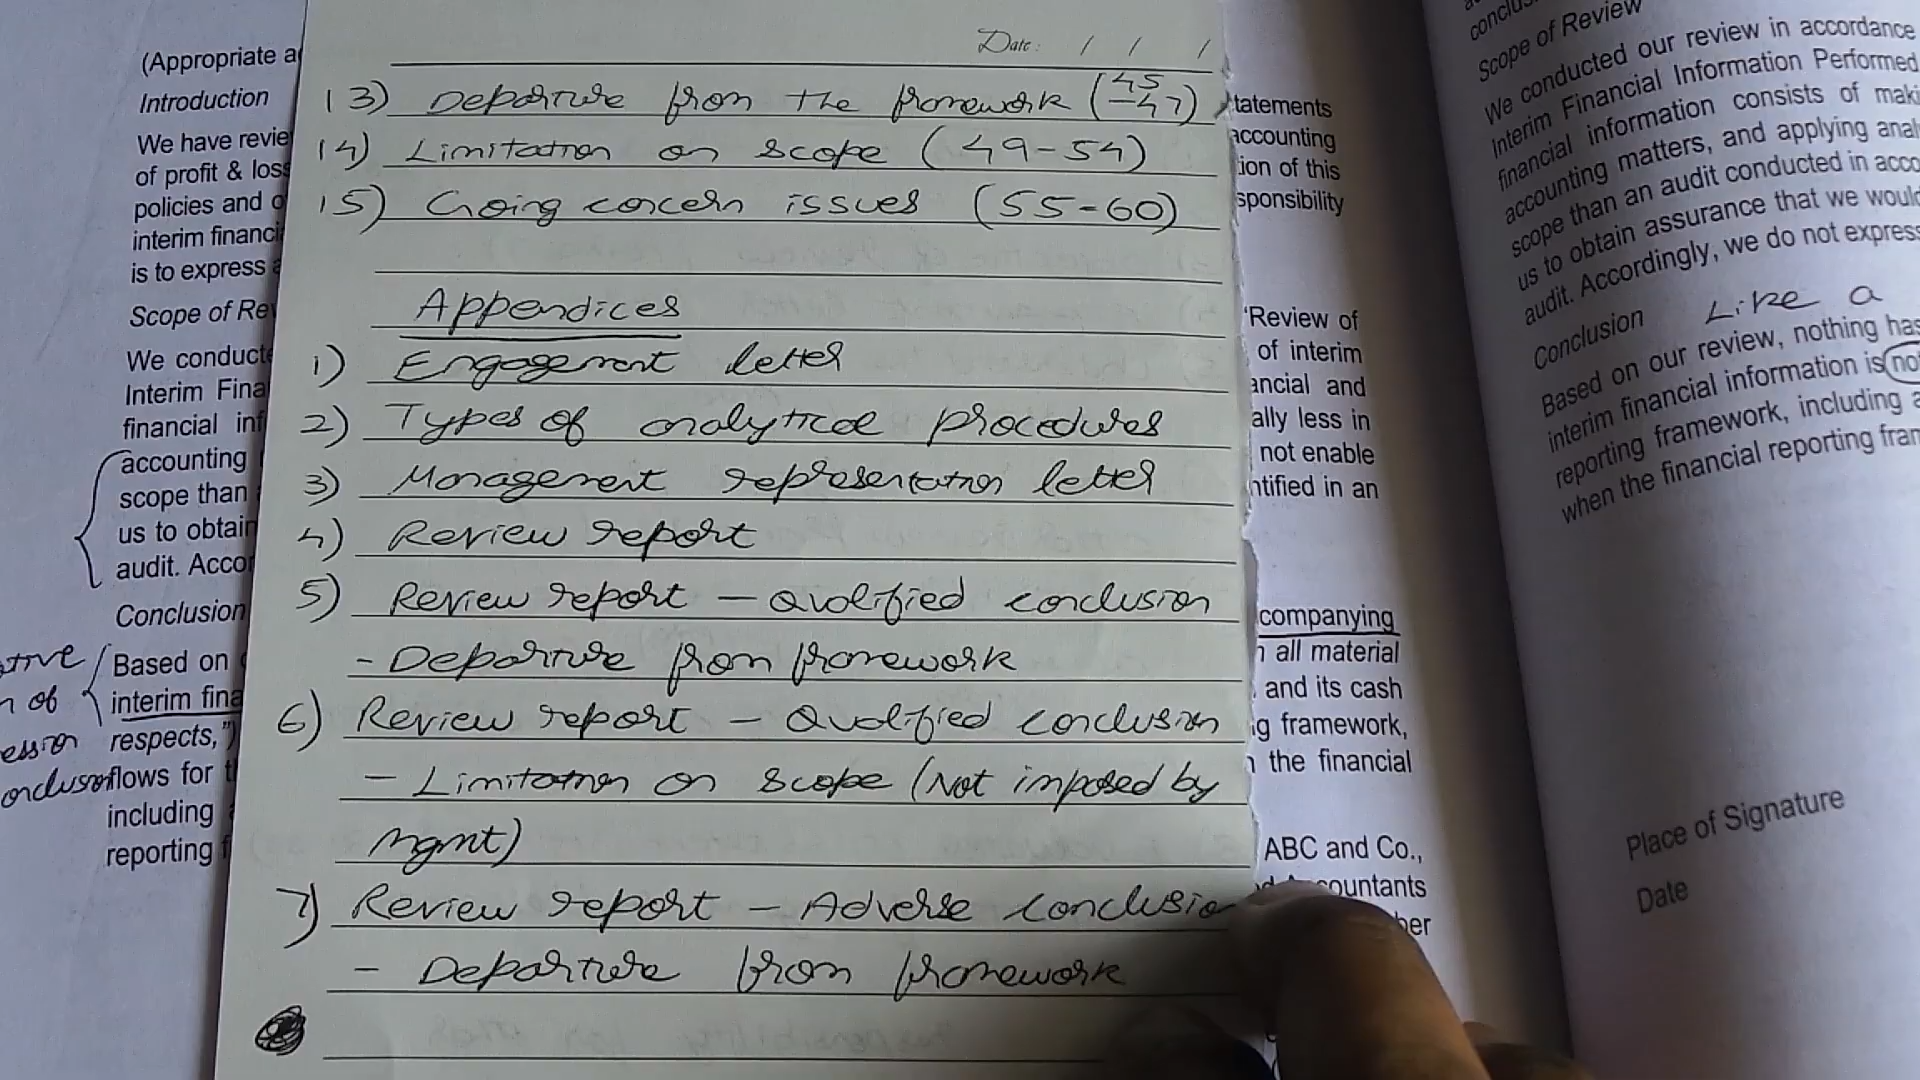 Date: / / /
13) Departure from the framework (45
-47)
14) Limitation on scope (49-54)
15) Going concern issues (55-60)
Appendices
1) Engagement letter
2) Types of analytical procedures
3) Management representation letter
4) Review report
5) Review report - Qualified conclusion
- Departure from framework
6) Review report - Qualified conclusion
- Limitation on scope (Not imposed by
mgmt)
7) Review report - Adverse conclusion
- Departure from framework
(Appropriate a
Introduction
We have revie
of profit & loss
policies and o
interim financi
is to express a
Scope of Rev
We conducte
Interim Fina
financial inf
accounting
scope than
us to obtain
audit. Accor
Conclusion
Based on
interim fina
respects,")
flows for t
including
reporting f
tatements
accounting
tion of this
sponsibility
"Review of
of interim
ancial and
ally less in
not enable
ntified in an
companying
n all material
and its cash
g framework,
n the financial
ABC and Co.,
countants
ber
Scope of Review
We conducted our review in accordance
Interim Financial Information Performed
financial information consists of maki
accounting matters, and applying anal
scope than an audit conducted in acco
us to obtain assurance that we would
audit. Accordingly, we do not express
Conclusion Like a
Based on our review, nothing has
interim financial information is no
reporting framework, including a
when the financial reporting fram
Place of Signature
Date